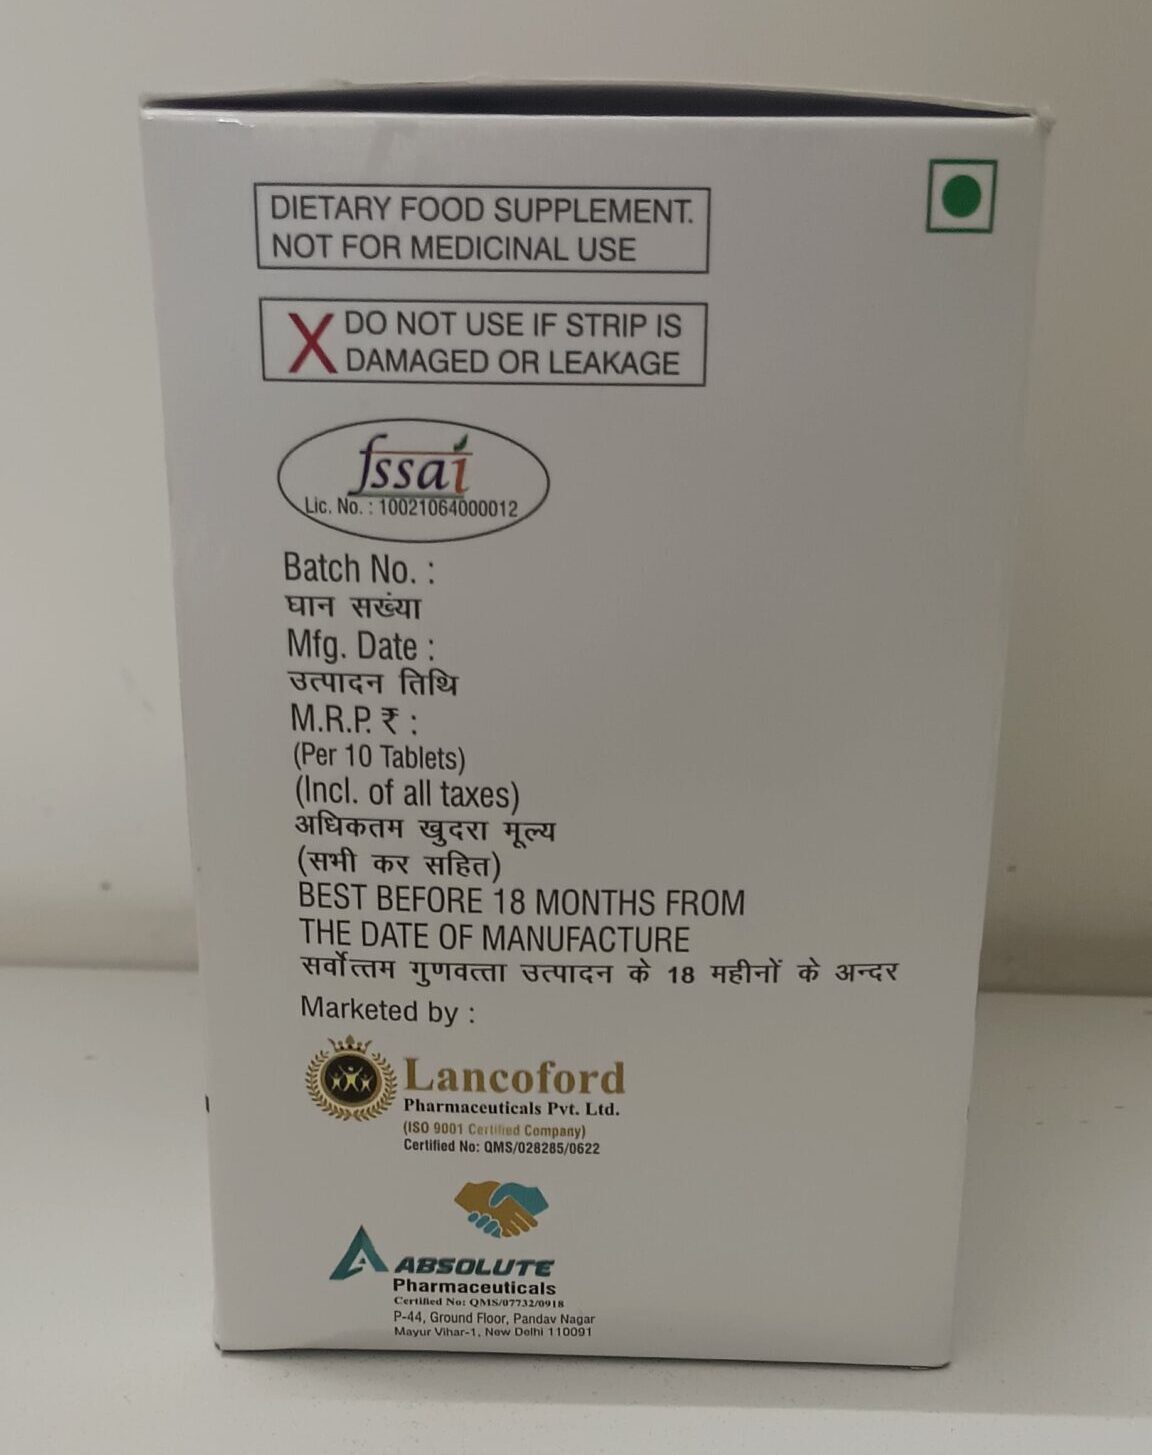 DIETARY FOOD SUPPLEMENT.
NOT FOR MEDICINAL USE
X DO NOT USE IF STRIP IS
DAMAGED OR LEAKAGE
fssai
Lic. No. : 10021064000012
Batch No. :
घान सख्ंया
Mfg. Date :
उत्पादन तिथि
M.R.P. ₹ :
(Per 10 Tablets)
(Incl. of all taxes)
अधिकतम खुदरा मूल्य
(सभी कर सहित)
BEST BEFORE 18 MONTHS FROM
THE DATE OF MANUFACTURE
सर्वोत्तम गुणवत्ता उत्पादन के 18 महीनों के अन्दर
Marketed by :
Lancoford
Pharmaceuticals Pvt. Ltd.
(ISO 9001 Certified Company)
Certified No: QMS/028285/0622
ABSOLUTE
Pharmaceuticals
Certified No: QMS/07732/0918
P-44, Ground Floor, Pandav Nagar
Mayur Vihar-1, New Delhi 110091